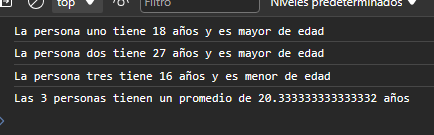 top
Filtro
Niveles predeterminados
La persona uno tiene 18 años y es mayor de edad
La persona dos tiene 27 años y es mayor de edad
La persona tres tiene 16 años y es menor de edad
Las 3 personas tienen un promedio de 20.333333333333332 años